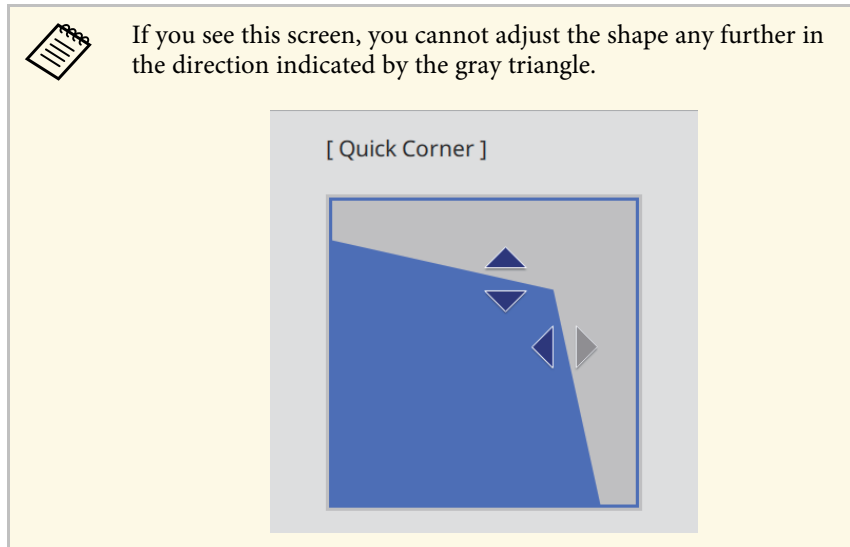 If you see this screen, you cannot adjust the shape any further in
the direction indicated by the gray triangle.
[ Quick Corner ]